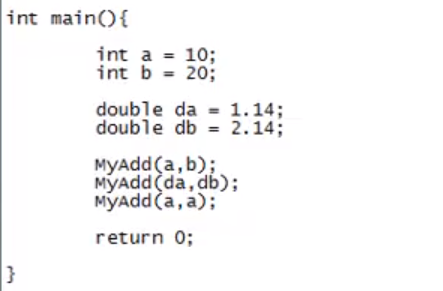 int main(){
int a = 10;
int b = 20;
double da = 1.14;
double db = 2.14;
MyAdd(a,b);
MyAdd(da,db);
MyAdd(a,a);
return 0;
}